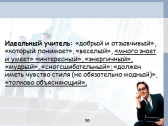 Идеальный учитель: «добрый и отзывчивый»,
«который понимает», «веселый», «много знает
и умеет» «интересный», «энергичный»,
«мудрый», «сногсшибательный»; «должен
иметь чувство стиля (не обязательно модный)»,
«толково объясняющий».